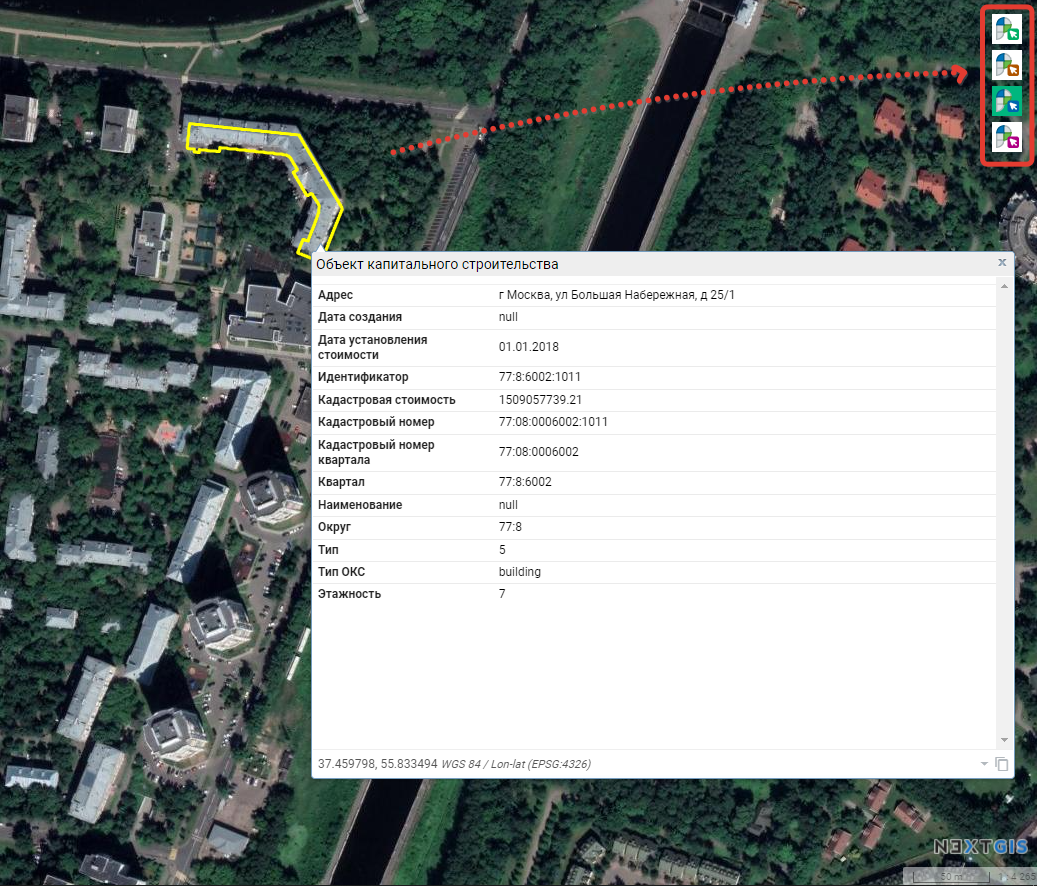 Объект капитального строительства x
Адрес г Москва, ул Большая Набережная, д 25/1
Дата создания null
Дата установления
стоимости 01.01.2018
Идентификатор 77:8:6002:1011
Кадастровая стоимость 1509057739.21
Кадастровый номер 77:08:0006002:1011
Кадастровый номер
квартала 77:08:0006002
Квартал 77:8:6002
Наименование null
Округ 77:8
Тип 5
Тип ОКС building
Этажность 7
37.459798, 55.833494 WGS 84 / Lon-lat (EPSG:4326)
NEXTGIS
50 m 1 : 4 265